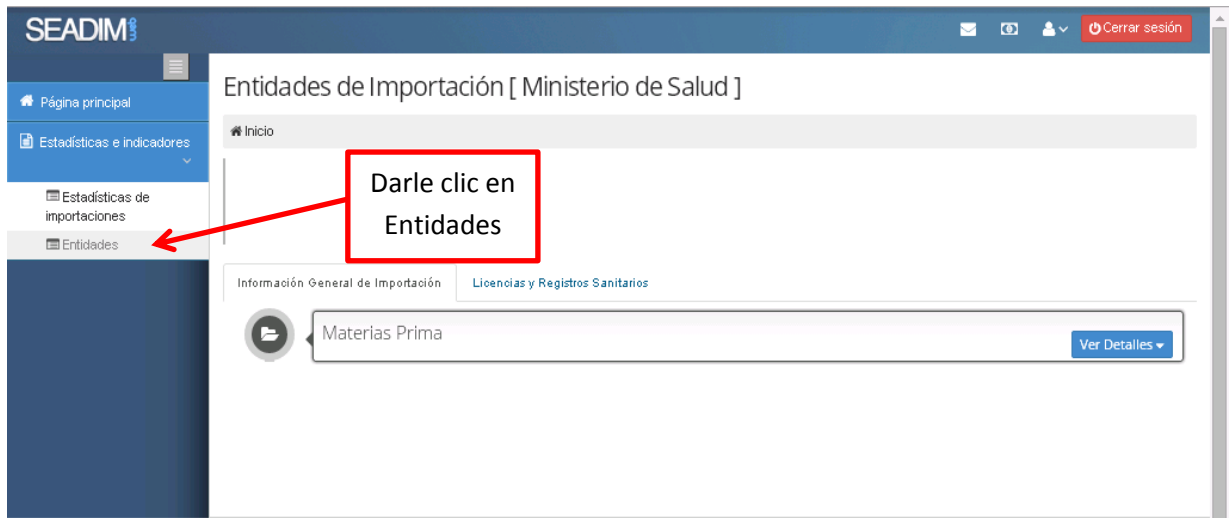 SEADIM
Cerrar sesión
Página principal
Estadísticas e indicadores
Estadísticas de
importaciones
Entidades
Entidades de Importación [ Ministerio de Salud ]
Inicio
Darle clic en
Entidades
Información General de Importación
Licencias y Registros Sanitarios
Materias Prima
Ver Detalles